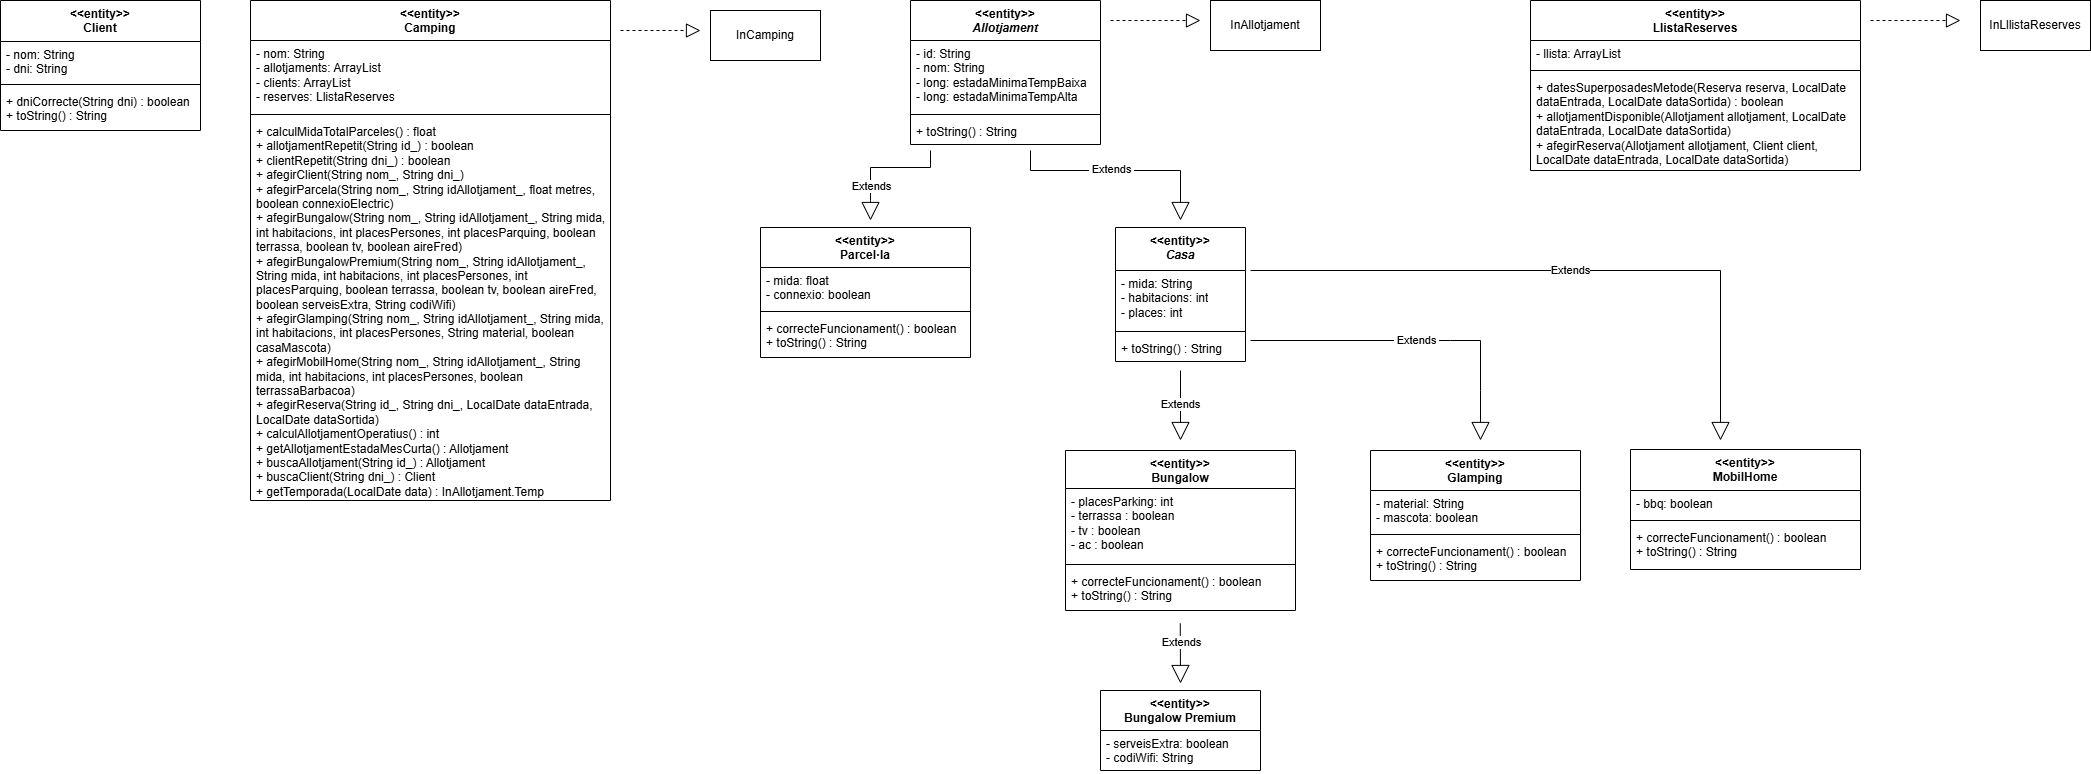 <<entity>>
Client
- nom: String
- dni: String
+ dniCorrecte(String dni) : boolean
+ toString() : String
<<entity>>
Camping
- nom: String
- allotjaments: ArrayList
- clients: ArrayList
- reserves: LlistaReserves
+ calculMidaTotalParceles() : float
+ allotjamentRepetit(String id_) : boolean
+ clientRepetit(String dni_) : boolean
+ afegirClient(String nom_, String dni_)
+ afegirParcela(String nom_, String idAllotjament_, float metres,
boolean connexioElectric)
+ afegirBungalow(String nom_, String idAllotjament_, String mida,
int habitacions, int placesPersones, int placesParquing, boolean
terrassa, boolean tv, boolean aireFred)
+ afegirBungalowPremium(String nom_, String idAllotjament_,
String mida, int habitacions, int placesPersones, int
placesParquing, boolean terrassa, boolean tv, boolean aireFred,
boolean serveisExtra, String codiWifi)
+ afegirGlamping(String nom_, String idAllotjament_, String mida,
int habitacions, int placesPersones, String material, boolean
casaMascota)
+ afegirMobilHome(String nom_, String idAllotjament_, String
mida, int habitacions, int placesPersones, boolean
terrassaBarbacoa)
+ afegirReserva(String id_, String dni_, LocalDate dataEntrada,
LocalDate dataSortida)
+ calculAllotjamentOperatius() : int
+ getAllotjamentEstadaMesCurta() : Allotjament
+ buscaAllotjament(String id_) : Allotjament
+ buscaClient(String dni_) : Client
+ getTemporada(LocalDate data) : InAllotjament.Temp
InCamping
<<entity>>
Allotjament
- id: String
- nom: String
- long: estadaMinimaTempBaixa
- long: estadaMinimaTempAlta
+ toString() : String
InAllotjament
<<entity>>
LlistaReserves
- llista: ArrayList
+ datesSuperposadesMetode(Reserva reserva, LocalDate
dataEntrada, LocalDate dataSortida) : boolean
+ allotjamentDisponible(Allotjament allotjament, LocalDate
dataEntrada, LocalDate dataSortida)
+ afegirReserva(Allotjament allotjament, Client client,
LocalDate dataEntrada, LocalDate dataSortida)
InLllistaReserves
Extends
Extends
<<entity>>
Parcel·la
- mida: float
- connexio: boolean
+ correcteFuncionament() : boolean
+ toString() : String
<<entity>>
Casa
- mida: String
- habitacions: int
- places: int
+ toString() : String
Extends
Extends
Extends
<<entity>>
Bungalow
- placesParking: int
- terrassa : boolean
- tv : boolean
- ac : boolean
+ correcteFuncionament() : boolean
+ toString() : String
<<entity>>
Glamping
- material: String
- mascota: boolean
+ correcteFuncionament() : boolean
+ toString() : String
<<entity>>
MobilHome
- bbq: boolean
+ correcteFuncionament() : boolean
+ toString() : String
Extends
<<entity>>
Bungalow Premium
- serveisExtra: boolean
- codiWifi: String